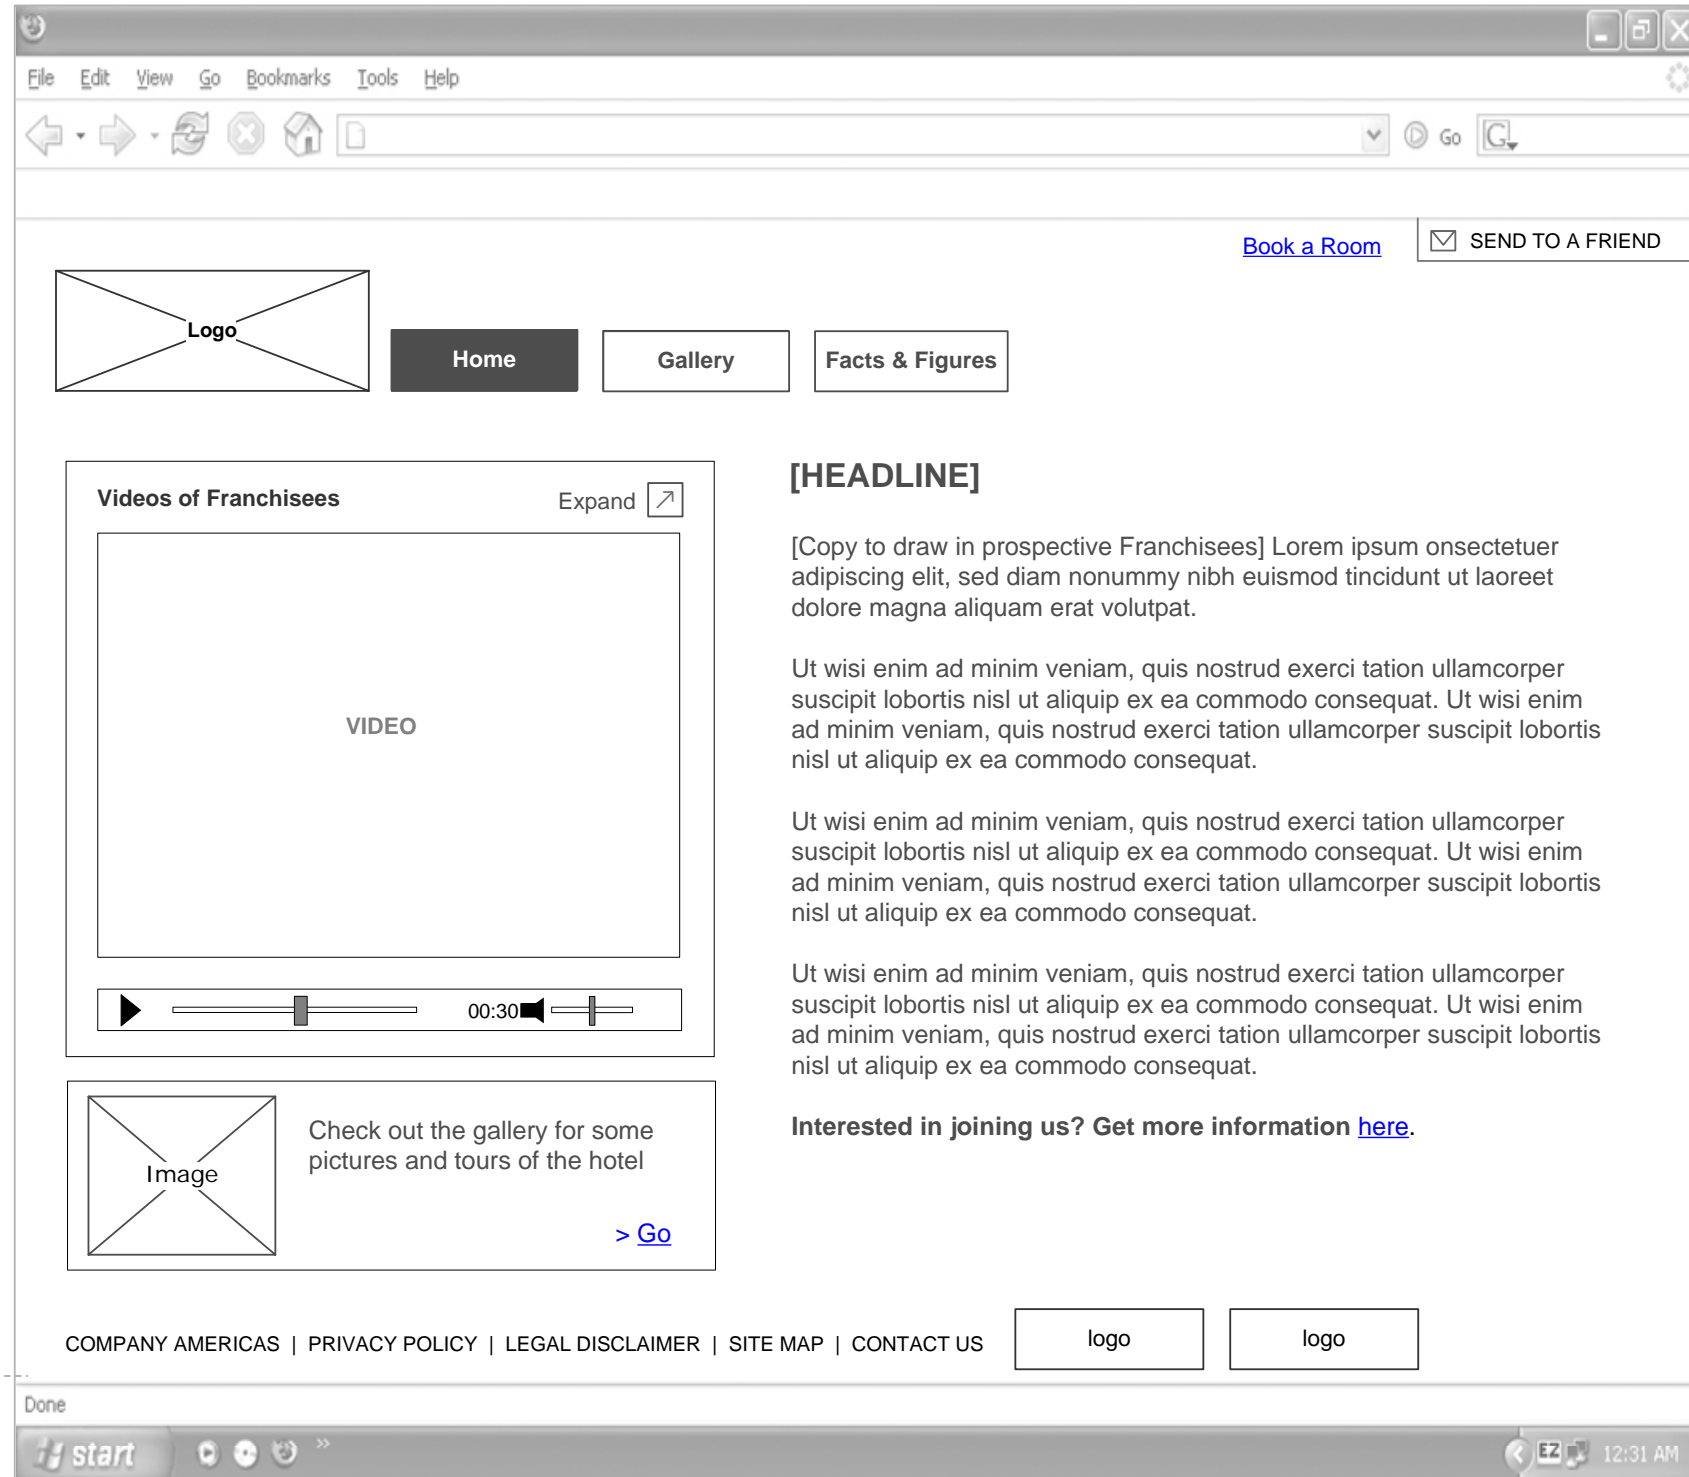 File Edit View Go Bookmarks Tools Help
Go G
Book a Room
SEND TO A FRIEND
Logo
Home
Gallery
Facts & Figures
Videos of Franchisees
Expand
VIDEO
00:30
Image
Check out the gallery for some
pictures and tours of the hotel
> Go
[HEADLINE]
[Copy to draw in prospective Franchisees] Lorem ipsum onsectetuer
adipiscing elit, sed diam nonummy nibh euismod tincidunt ut laoreet
dolore magna aliquam erat volutpat.
Ut wisi enim ad minim veniam, quis nostrud exerci tation ullamcorper
suscipit lobortis nisl ut aliquip ex ea commodo consequat. Ut wisi enim
ad minim veniam, quis nostrud exerci tation ullamcorper suscipit lobortis
nisl ut aliquip ex ea commodo consequat.
Ut wisi enim ad minim veniam, quis nostrud exerci tation ullamcorper
suscipit lobortis nisl ut aliquip ex ea commodo consequat. Ut wisi enim
ad minim veniam, quis nostrud exerci tation ullamcorper suscipit lobortis
nisl ut aliquip ex ea commodo consequat.
Ut wisi enim ad minim veniam, quis nostrud exerci tation ullamcorper
suscipit lobortis nisl ut aliquip ex ea commodo consequat. Ut wisi enim
ad minim veniam, quis nostrud exerci tation ullamcorper suscipit lobortis
nisl ut aliquip ex ea commodo consequat.
Interested in joining us? Get more information here.
COMPANY AMERICAS | PRIVACY POLICY | LEGAL DISCLAIMER | SITE MAP | CONTACT US
logo
logo
Done
start
EZ 12:31 AM